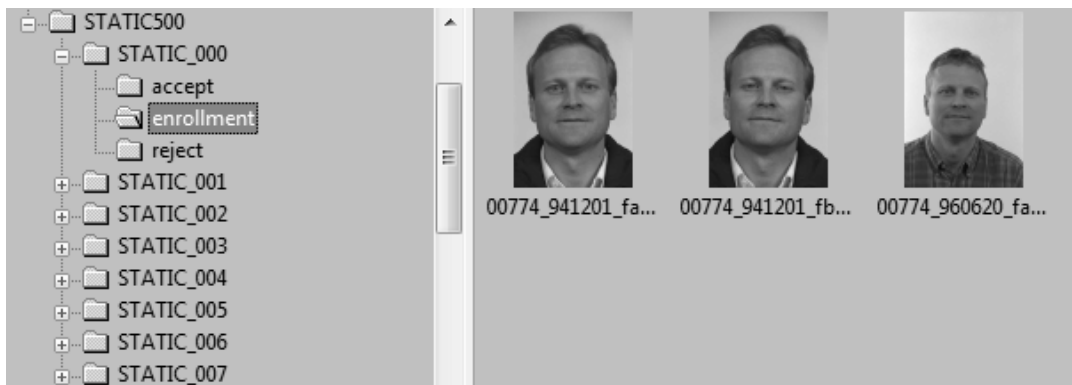 STATIC500
STATIC_000
accept
enrollment
reject
STATIC_001
STATIC_002
STATIC_003
STATIC_004
STATIC_005
STATIC_006
STATIC_007
00774_941201_fa... 00774_941201_fb... 00774_960620_fa...